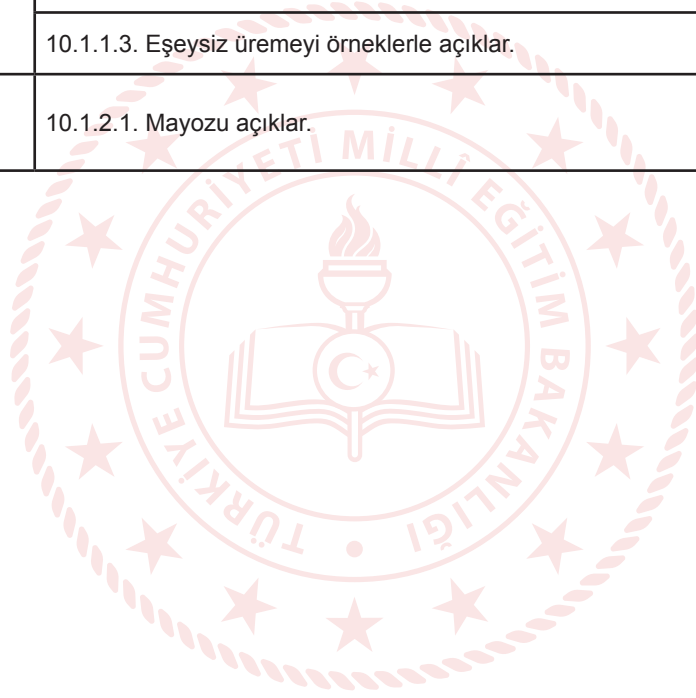 10.1.1.3. Eşeysiz üremeyi örneklerle açıklar.
10.1.2.1. Mayozu açıklar.
TÜRKİYE CUMHURİYETİ MİLLÎ EĞİTİM BAKANLIĞI